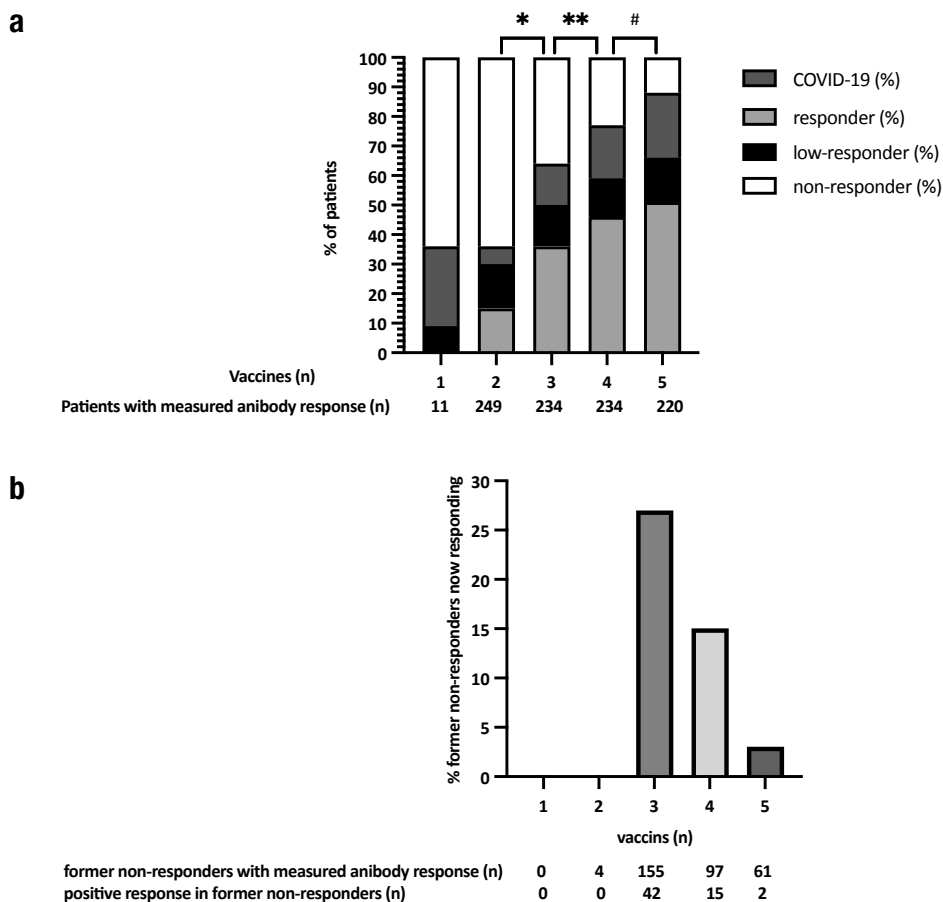 a
* ** #
100
90
80
70
60
50
40
30
20
10
0
% of patients
COVID-19 (%)
responder (%)
low-responder (%)
non-responder (%)
Vaccines (n) 1 2 3 4 5
Patients with measured anibody response (n) 11 249 234 234 220
b
30
25
20
15
10
5
0
% former non-responders now responding
1 2 3 4 5
vaccins (n)
former non-responders with measured anibody response (n) 0 4 155 97 61
positive response in former non-responders (n) 0 0 42 15 2